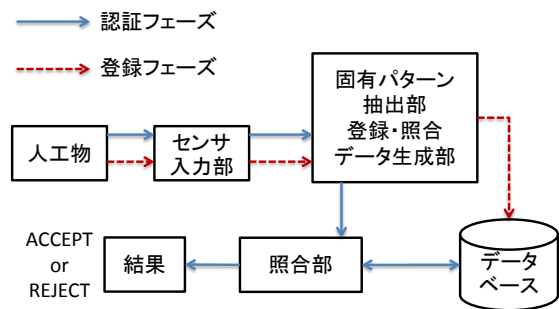 認証フェーズ
登録フェーズ
人工物
センサ
入力部
固有パターン
抽出部
登録・照合
データ生成部
ACCEPT
or
REJECT
結果
照合部
データ
ベース